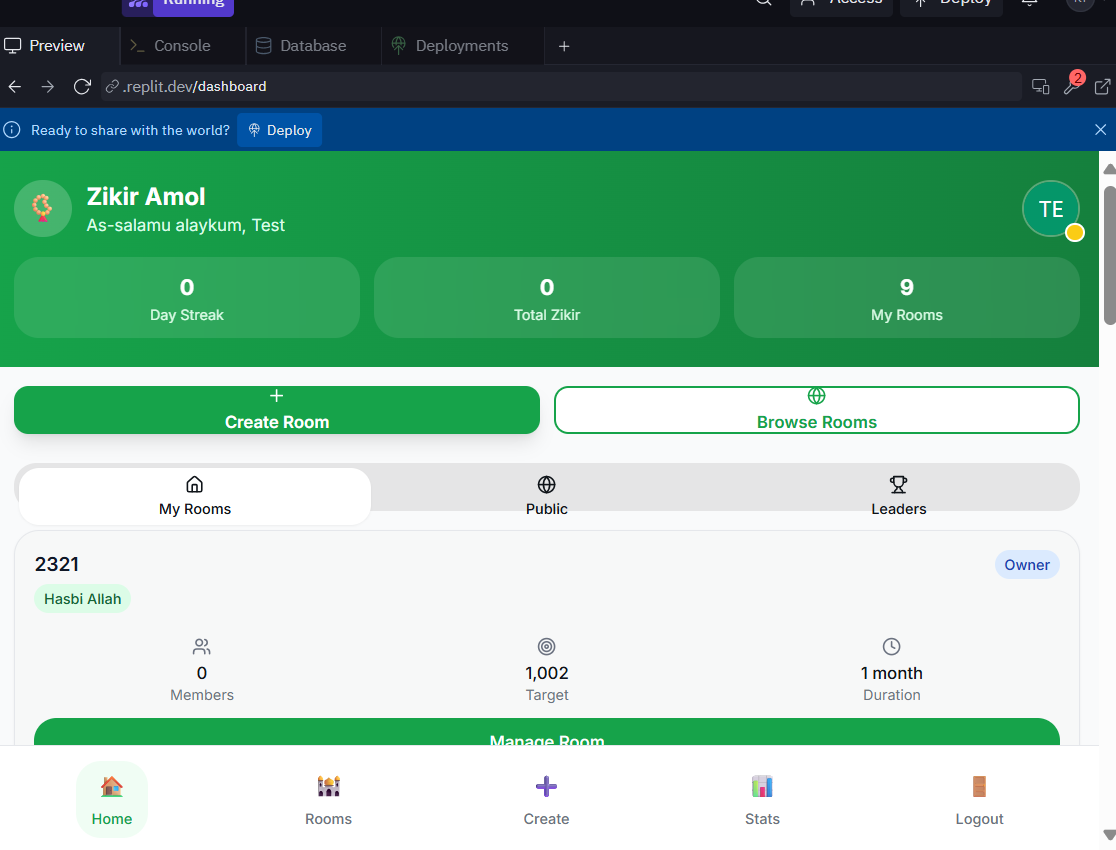 Running
Access
Deploy
Preview
Console
Database
Deployments
.replit.dev/dashboard
2
Ready to share with the world?
Deploy
Zikir Amol
As-salamu alaykum, Test
TE
0
Day Streak
0
Total Zikir
9
My Rooms
Create Room
Browse Rooms
My Rooms
Public
Leaders
2321
Owner
Hasbi Allah
0
Members
1,002
Target
1 month
Duration
Manage Room
Home
Rooms
Create
Stats
Logout